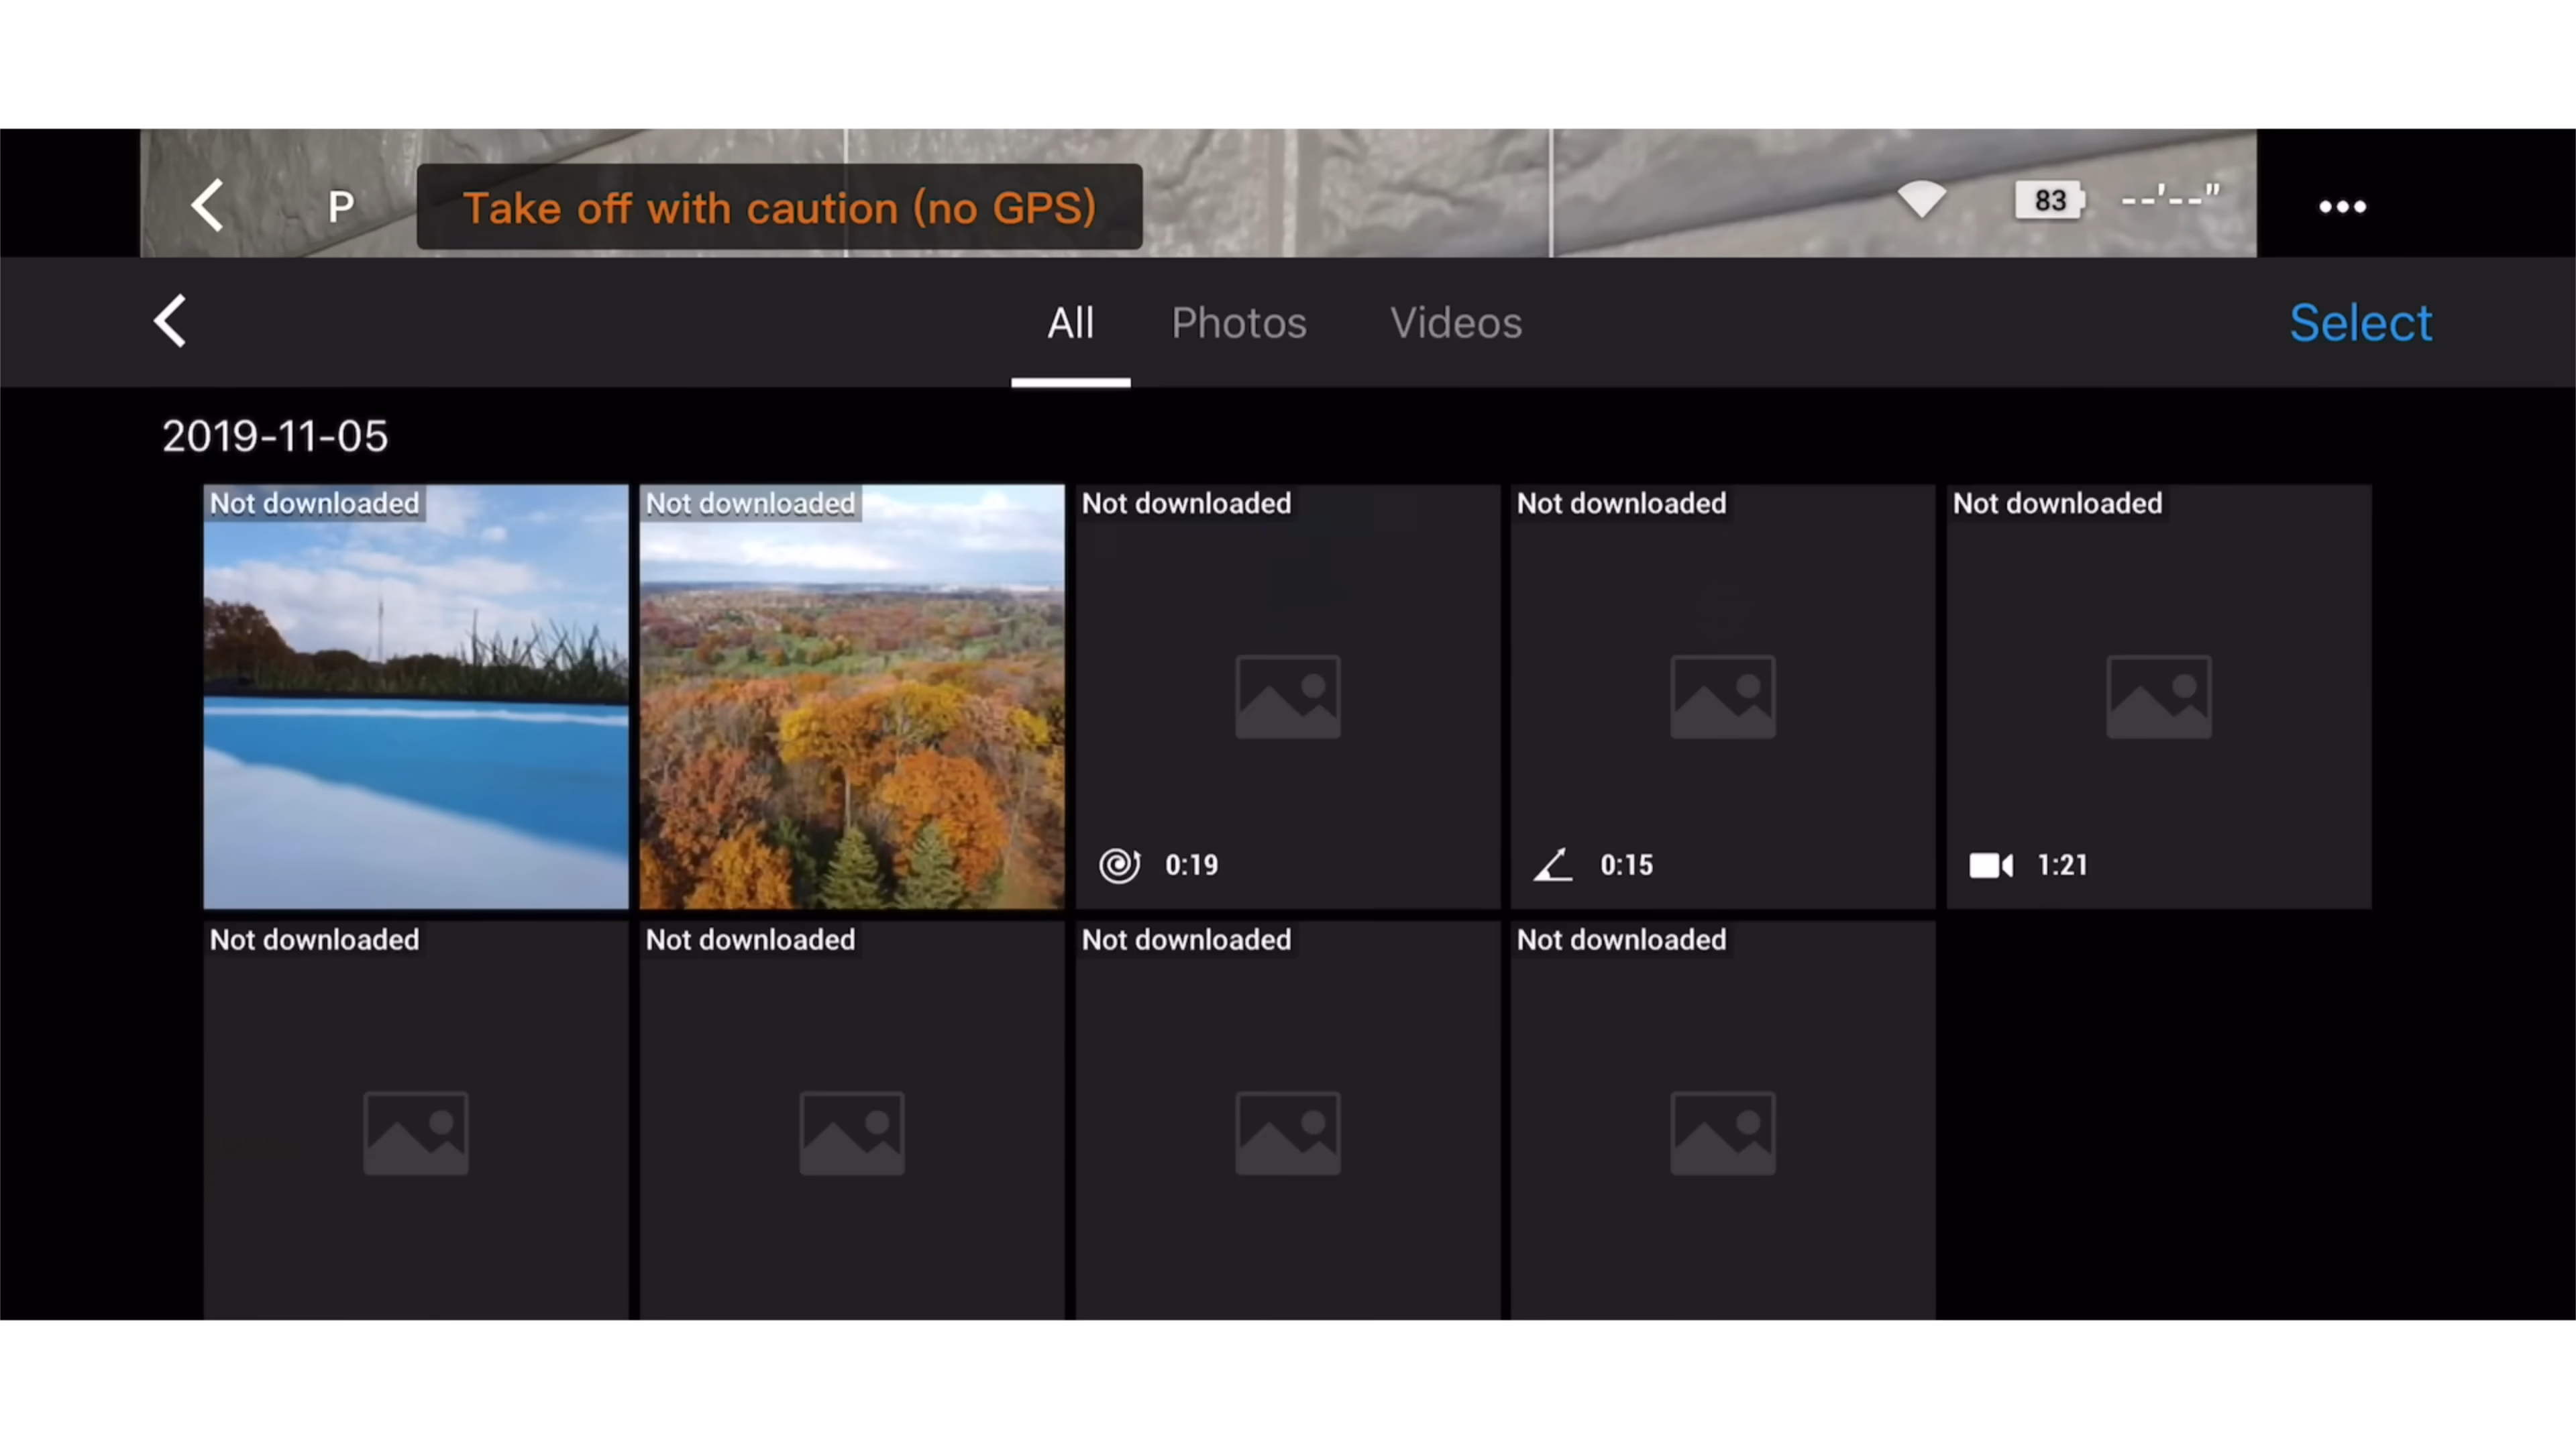 P
Take off with caution (no GPS)
83
--'--"
All
Photos
Videos
Select
2019-11-05
Not downloaded
Not downloaded
Not downloaded
Not downloaded
Not downloaded
0:19
0:15
1:21
Not downloaded
Not downloaded
Not downloaded
Not downloaded